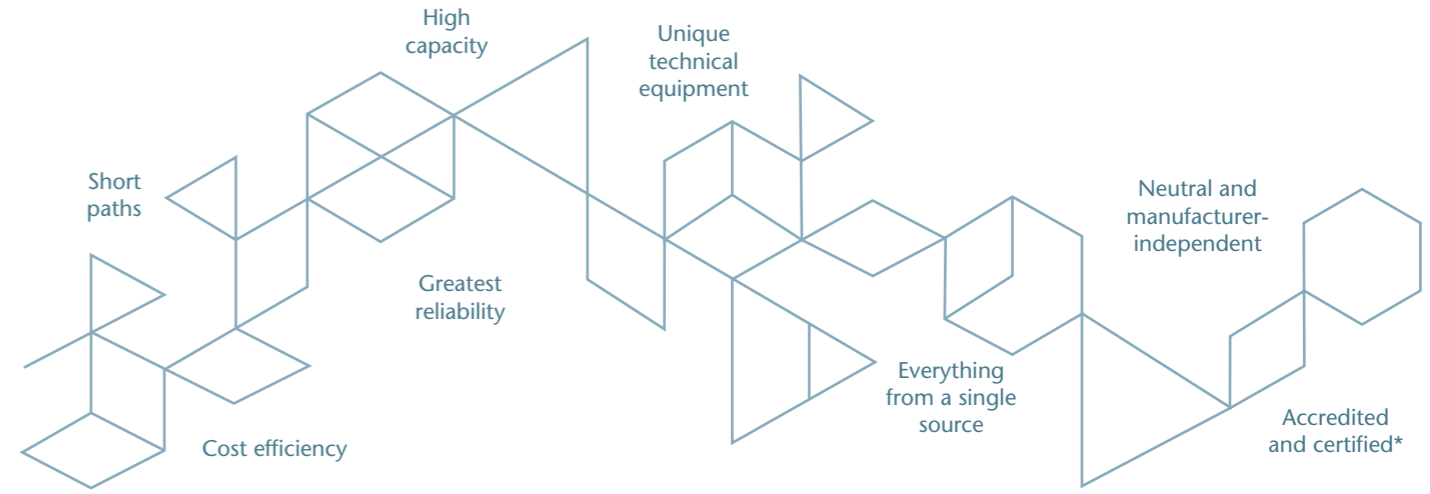 High
capacity
Unique
technical
equipment
Short
paths
Neutral and
manufacturer-
independent
Greatest
reliability
Everything
from a single
source
Cost efficiency
Accredited
and certified*